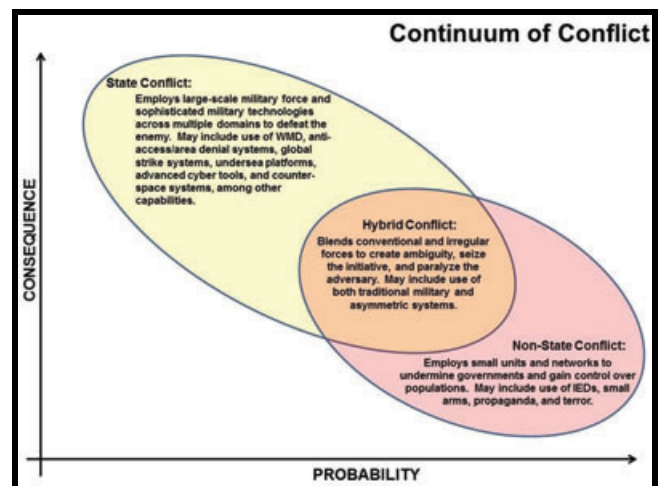 Continuum of Conflict
State Conflict:
Employs large-scale military force and
sophisticated military technologies
across multiple domains to defeat the
enemy. May include use of WMD, anti-
access/area denial systems, global
strike systems, undersea platforms,
advanced cyber tools, and counter-
space systems, among other
capabilities.
Hybrid Conflict:
Blends conventional and irregular
forces to create ambiguity, seize
the initiative, and paralyze the
adversary. May include use of
both traditional military and
asymmetric systems.
Non-State Conflict:
Employs small units and networks to
undermine governments and gain control over
populations. May include use of IEDs, small
arms, propaganda, and terror.
CONSEQUENCE
PROBABILITY